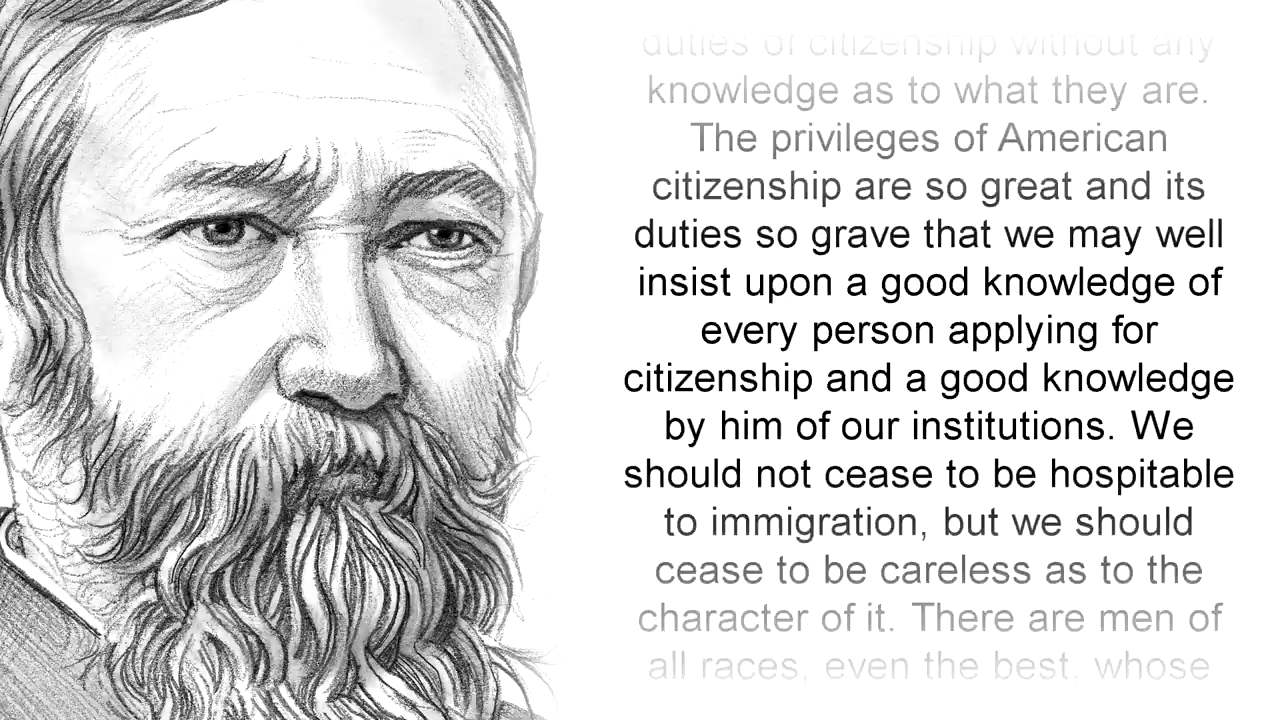 duties of citizenship without any
knowledge as to what they are.
The privileges of American
citizenship are so great and its
duties so grave that we may well
insist upon a good knowledge of
every person applying for
citizenship and a good knowledge
by him of our institutions. We
should not cease to be hospitable
to immigration, but we should
cease to be careless as to the
character of it. There are men of
all races, even the best, whose